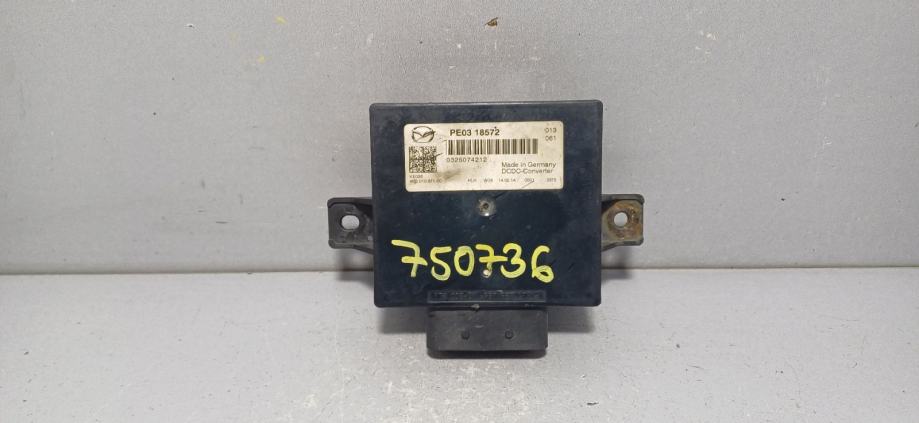 PE03 18572
013
061
0325074212
Made in Germany
DCDC-Converter
750736